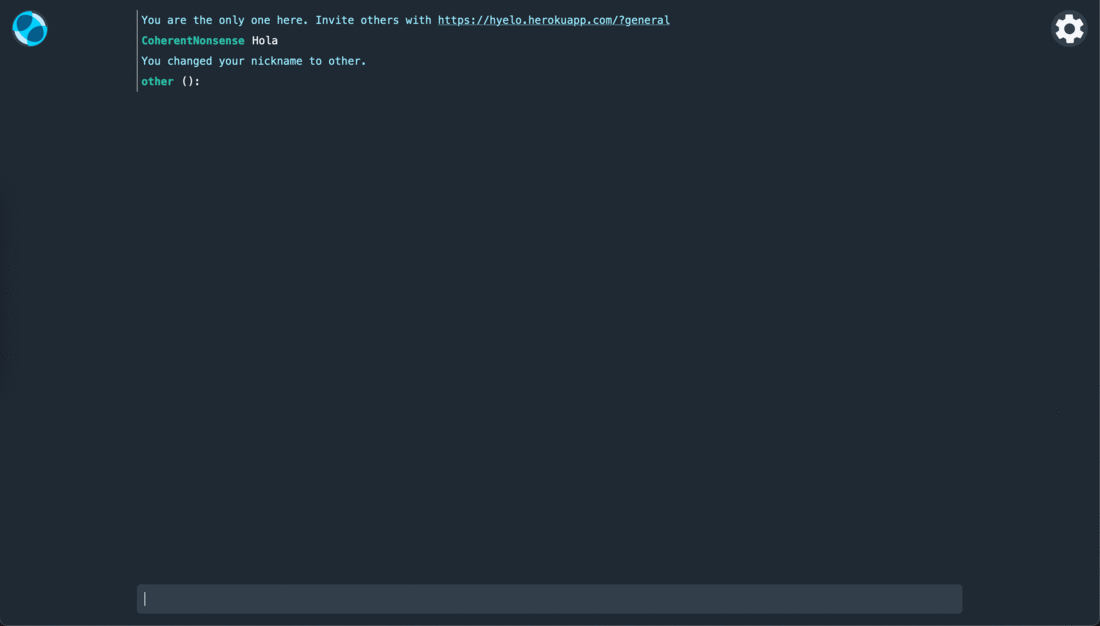 You are the only one here. Invite others with https://hyelo.herokuapp.com/?general
CoherentNonsense Hola
You changed your nickname to other.
other ():